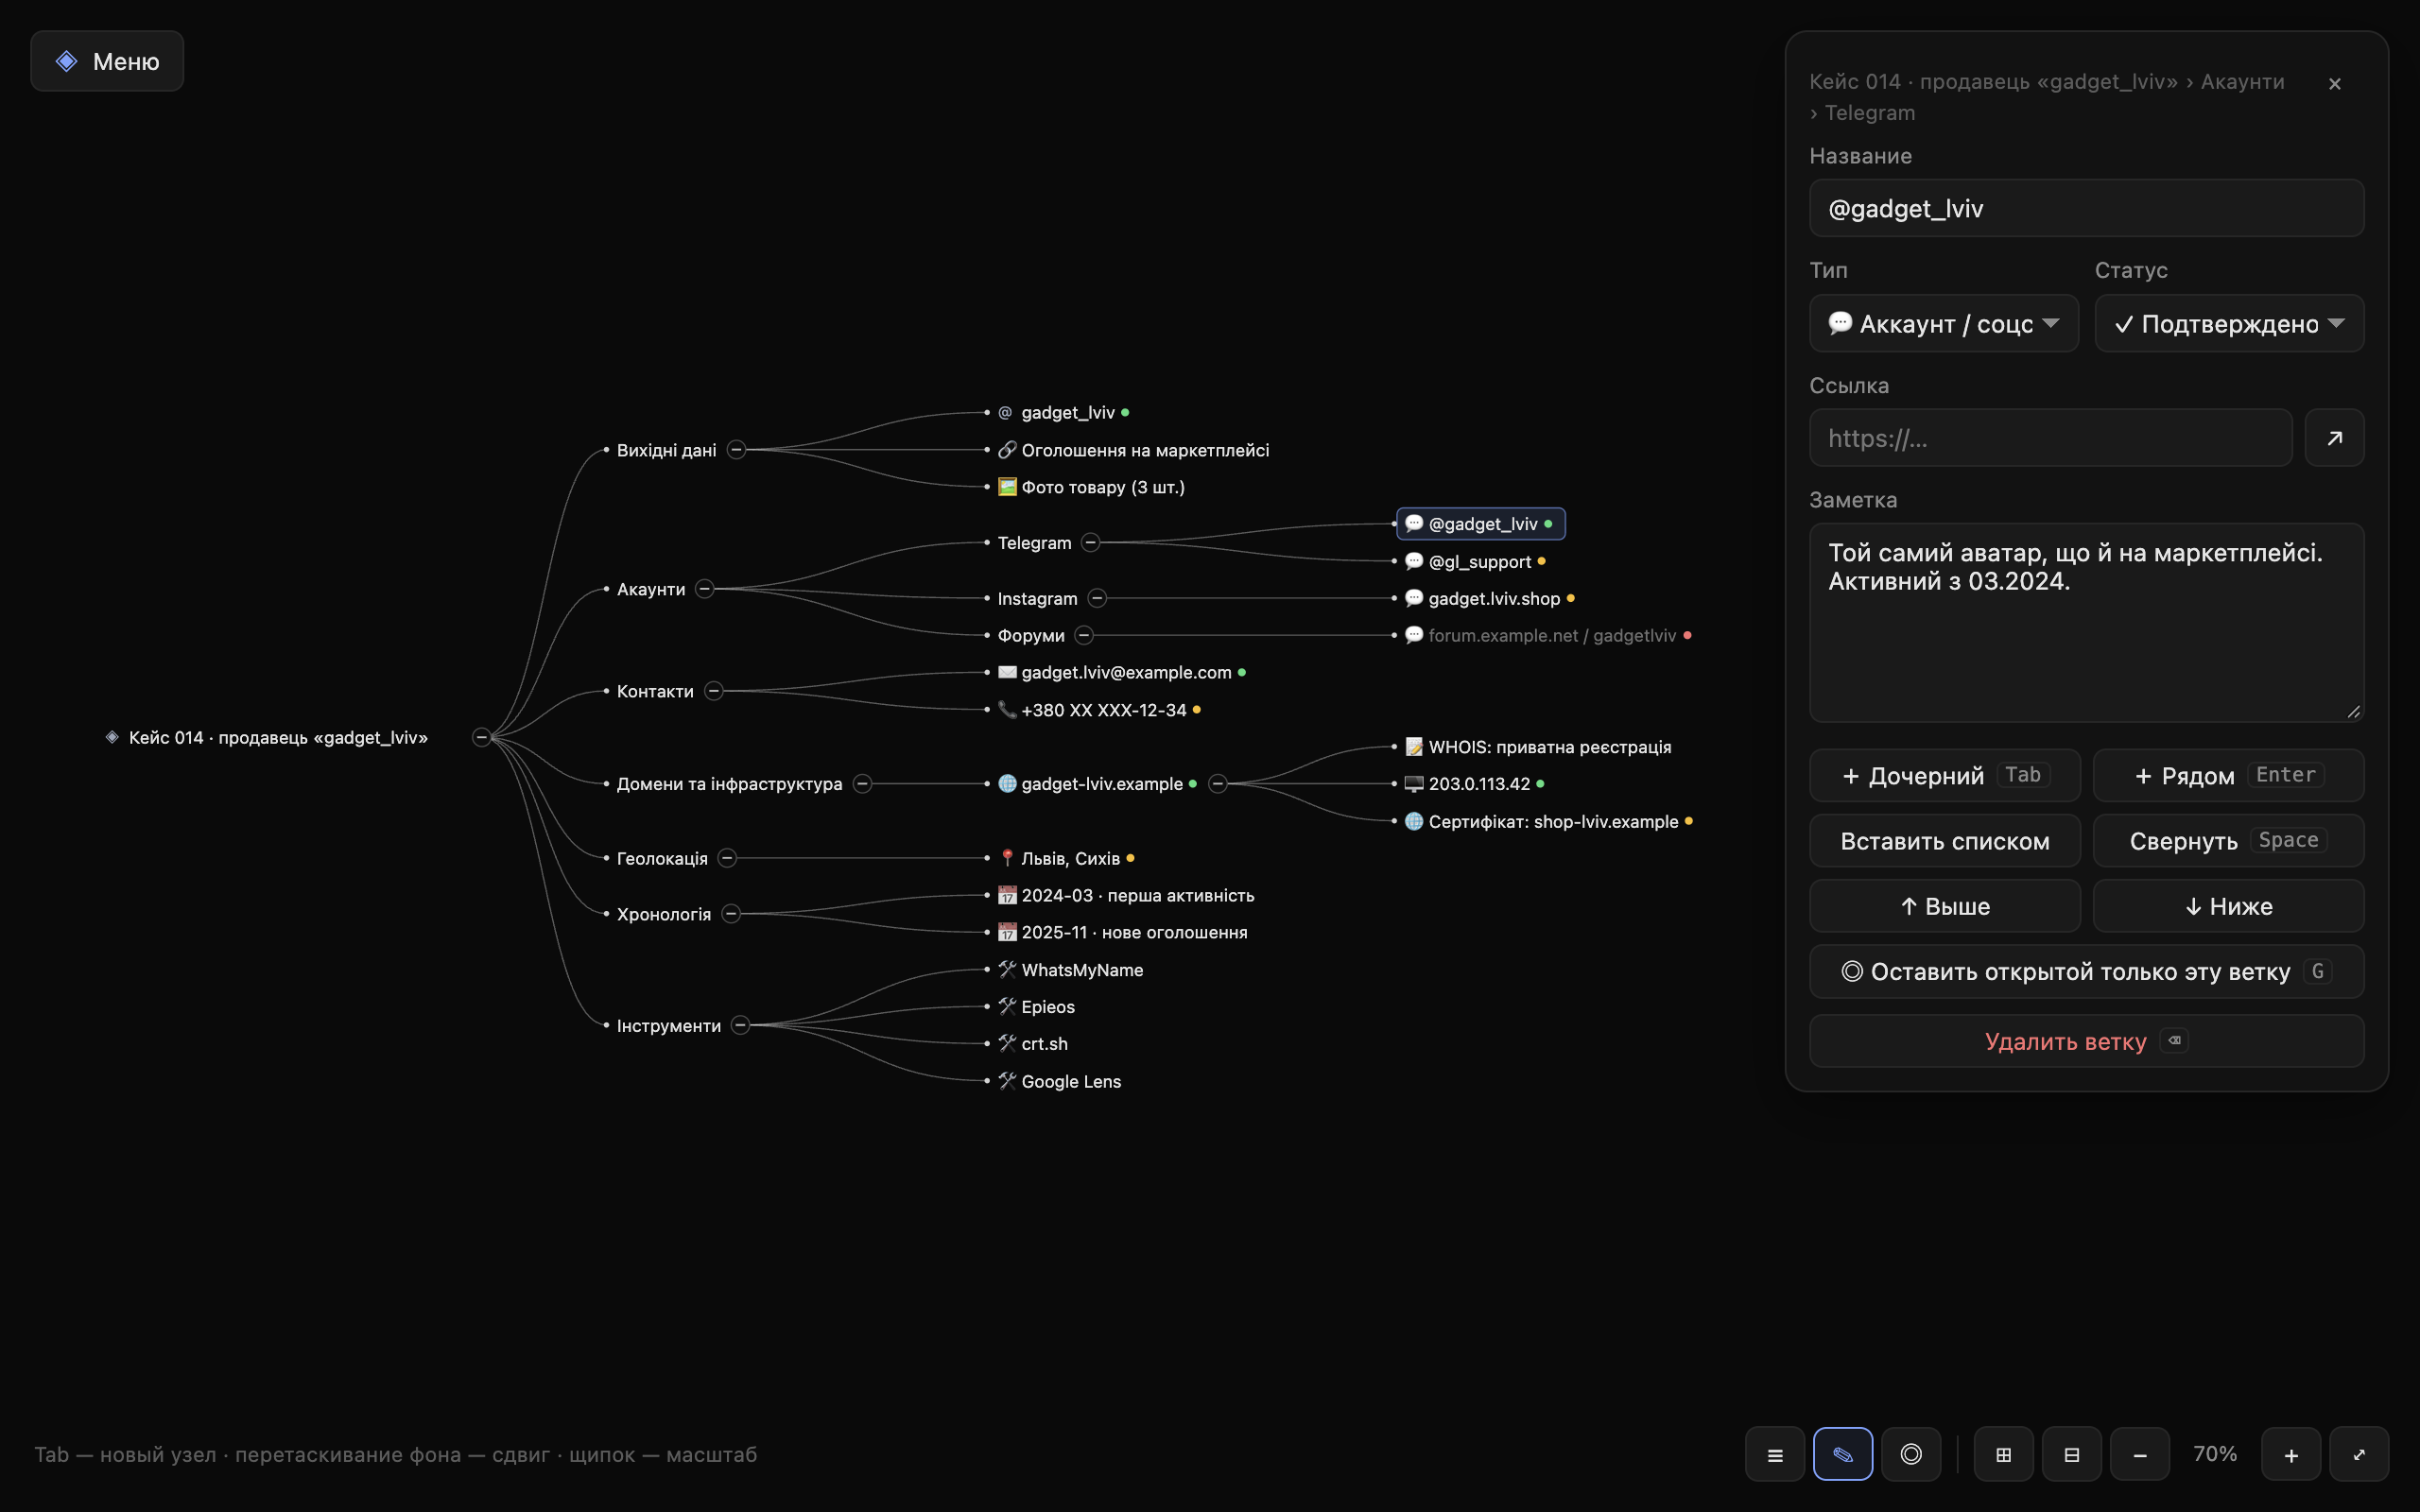 Меню
Кейс 014 · продавець «gadget_lviv»
Вихідні дані
@ gadget_lviv
Оголошення на маркетплейсі
Фото товару (3 шт.)
Акаунти
Telegram
@gadget_lviv
@gl_support
Instagram
gadget.lviv.shop
Форуми
forum.example.net / gadgetlviv
Контакти
gadget.lviv@example.com
+380 XX XXX-12-34
Домени та інфраструктура
gadget-lviv.example
WHOIS: приватна реєстрація
203.0.113.42
Сертифікат: shop-lviv.example
Геолокація
Львів, Сихів
Хронологія
2024-03 · перша активність
2025-11 · нове оголошення
Інструменти
WhatsMyName
Epieos
crt.sh
Google Lens
Кейс 014 · продавець «gadget_lviv» › Акаунти
› Telegram
×
Название
@gadget_lviv
Тип Статус
Аккаунт / соцс ✓ Подтверждено
Ссылка
https://... ↗
Заметка
Той самий аватар, що й на маркетплейсі.
Активний з 03.2024.
+ Дочерний Tab + Рядом Enter
Вставить списком Свернуть Space
↑ Выше ↓ Ниже
◎ Оставить открытой только эту ветку G
Удалить ветку ⌫
Tab — новый узел · перетаскивание фона — сдвиг · щипок — масштаб
− 70% +